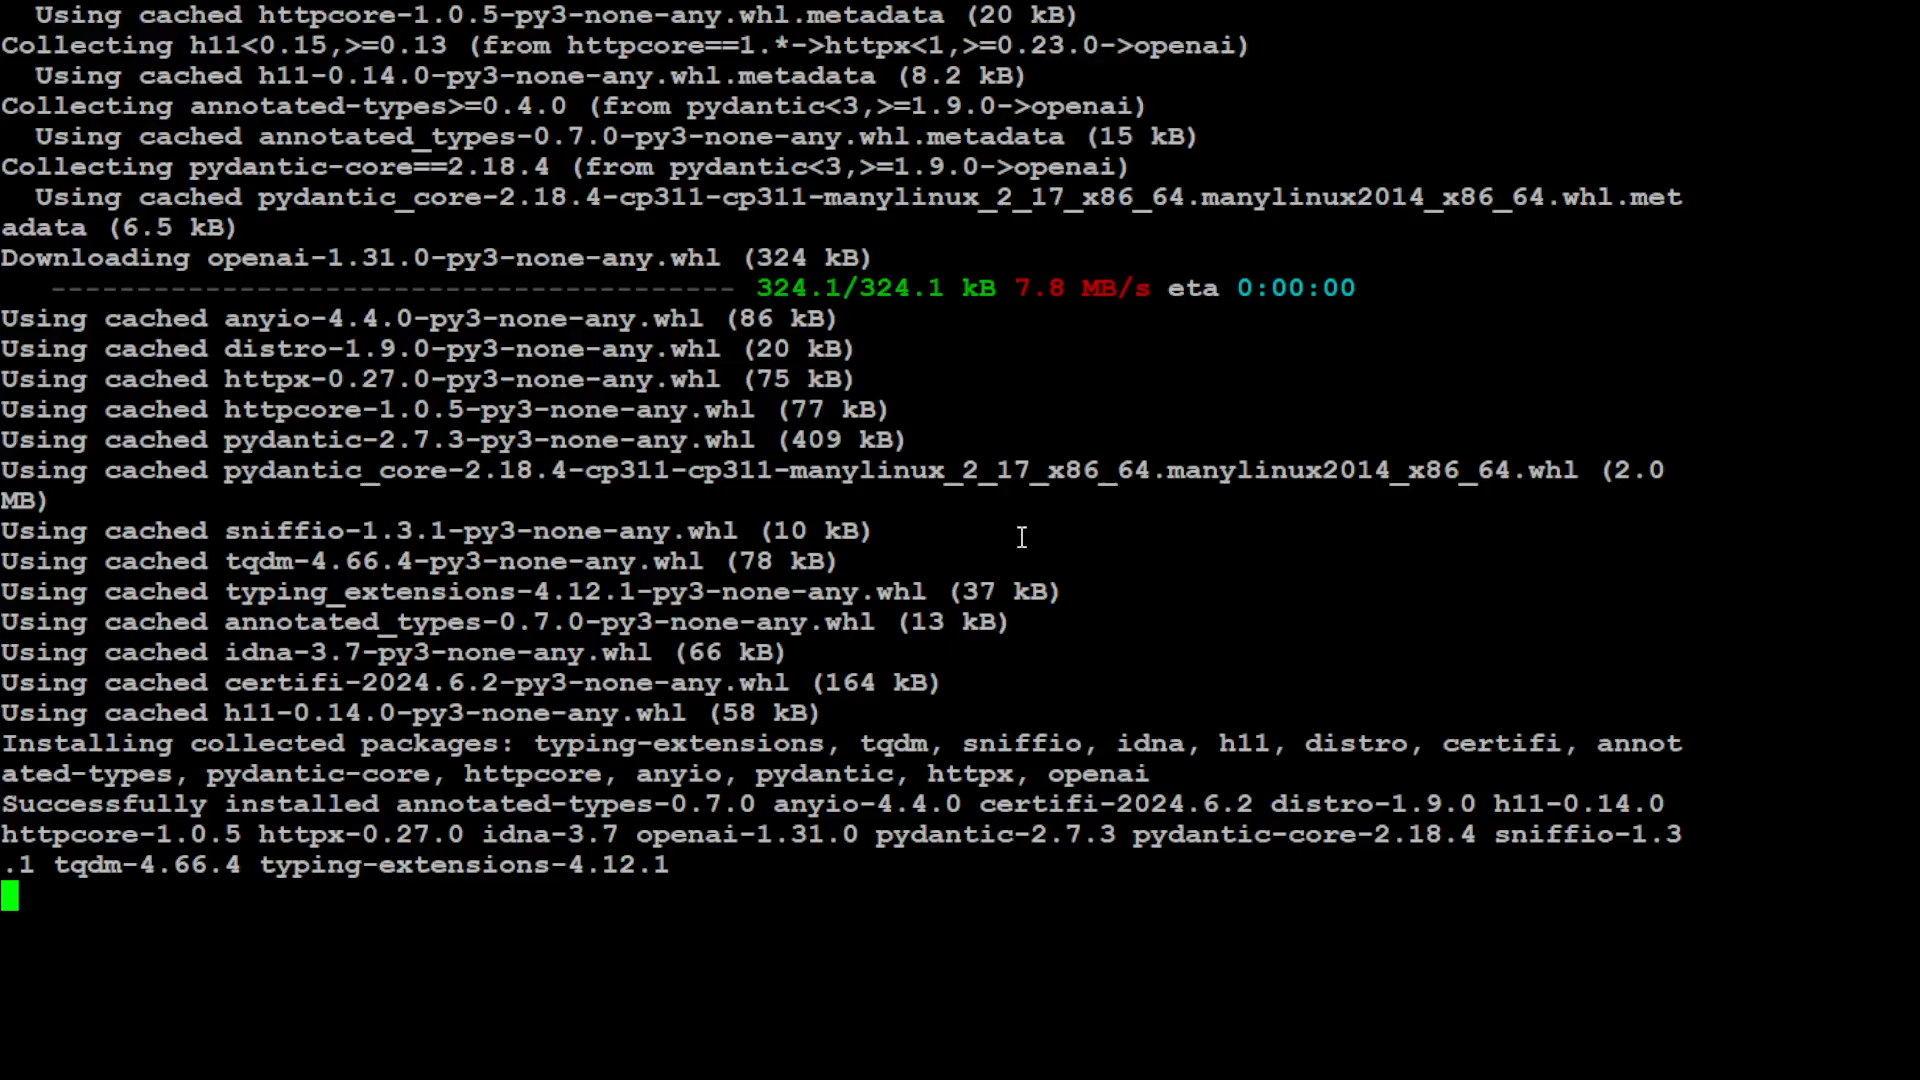 Using cached httpcore-1.0.5-py3-none-any.whl.metadata (20 kB)
Collecting h11<0.15,>=0.13 (from httpcore==1.*->httpx<1,>=0.23.0->openai)
Using cached h11-0.14.0-py3-none-any.whl.metadata (8.2 kB)
Collecting annotated-types>=0.4.0 (from pydantic<3,>=1.9.0->openai)
Using cached annotated_types-0.7.0-py3-none-any.whl.metadata (15 kB)
Collecting pydantic-core==2.18.4 (from pydantic<3,>=1.9.0->openai)
Using cached pydantic_core-2.18.4-cp311-cp311-manylinux_2_17_x86_64.manylinux2014_x86_64.whl.met
adata (6.5 kB)
Downloading openai-1.31.0-py3-none-any.whl (324 kB)
---------------------------------------- 324.1/324.1 kB 7.8 MB/s eta 0:00:00
Using cached anyio-4.4.0-py3-none-any.whl (86 kB)
Using cached distro-1.9.0-py3-none-any.whl (20 kB)
Using cached httpx-0.27.0-py3-none-any.whl (75 kB)
Using cached httpcore-1.0.5-py3-none-any.whl (77 kB)
Using cached pydantic-2.7.3-py3-none-any.whl (409 kB)
Using cached pydantic_core-2.18.4-cp311-cp311-manylinux_2_17_x86_64.manylinux2014_x86_64.whl (2.0
MB)
Using cached sniffio-1.3.1-py3-none-any.whl (10 kB)
Using cached tqdm-4.66.4-py3-none-any.whl (78 kB)
Using cached typing_extensions-4.12.1-py3-none-any.whl (37 kB)
Using cached annotated_types-0.7.0-py3-none-any.whl (13 kB)
Using cached idna-3.7-py3-none-any.whl (66 kB)
Using cached certifi-2024.6.2-py3-none-any.whl (164 kB)
Using cached h11-0.14.0-py3-none-any.whl (58 kB)
Installing collected packages: typing-extensions, tqdm, sniffio, idna, h11, distro, certifi, annot
ated-types, pydantic-core, httpcore, anyio, pydantic, httpx, openai
Successfully installed annotated-types-0.7.0 anyio-4.4.0 certifi-2024.6.2 distro-1.9.0 h11-0.14.0
httpcore-1.0.5 httpx-0.27.0 idna-3.7 openai-1.31.0 pydantic-2.7.3 pydantic-core-2.18.4 sniffio-1.3
.1 tqdm-4.66.4 typing-extensions-4.12.1